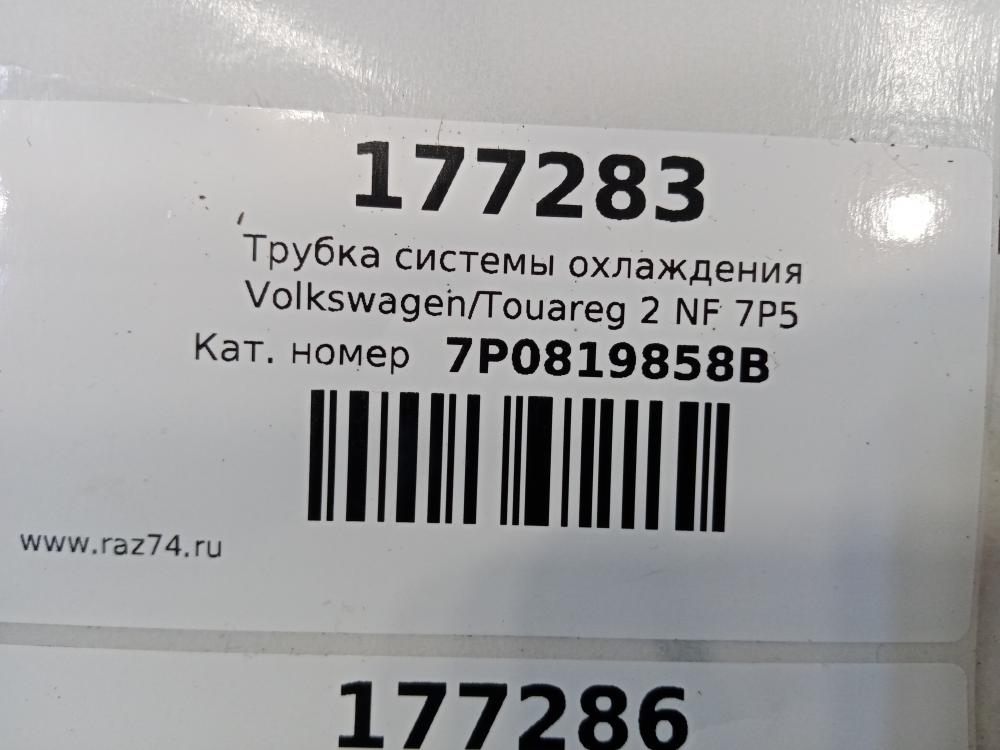 177283
Трубка системы охлаждения
Volkswagen/Touareg 2 NF 7P5
Кат. номер 7P0819858B
www.raz74.ru
177286